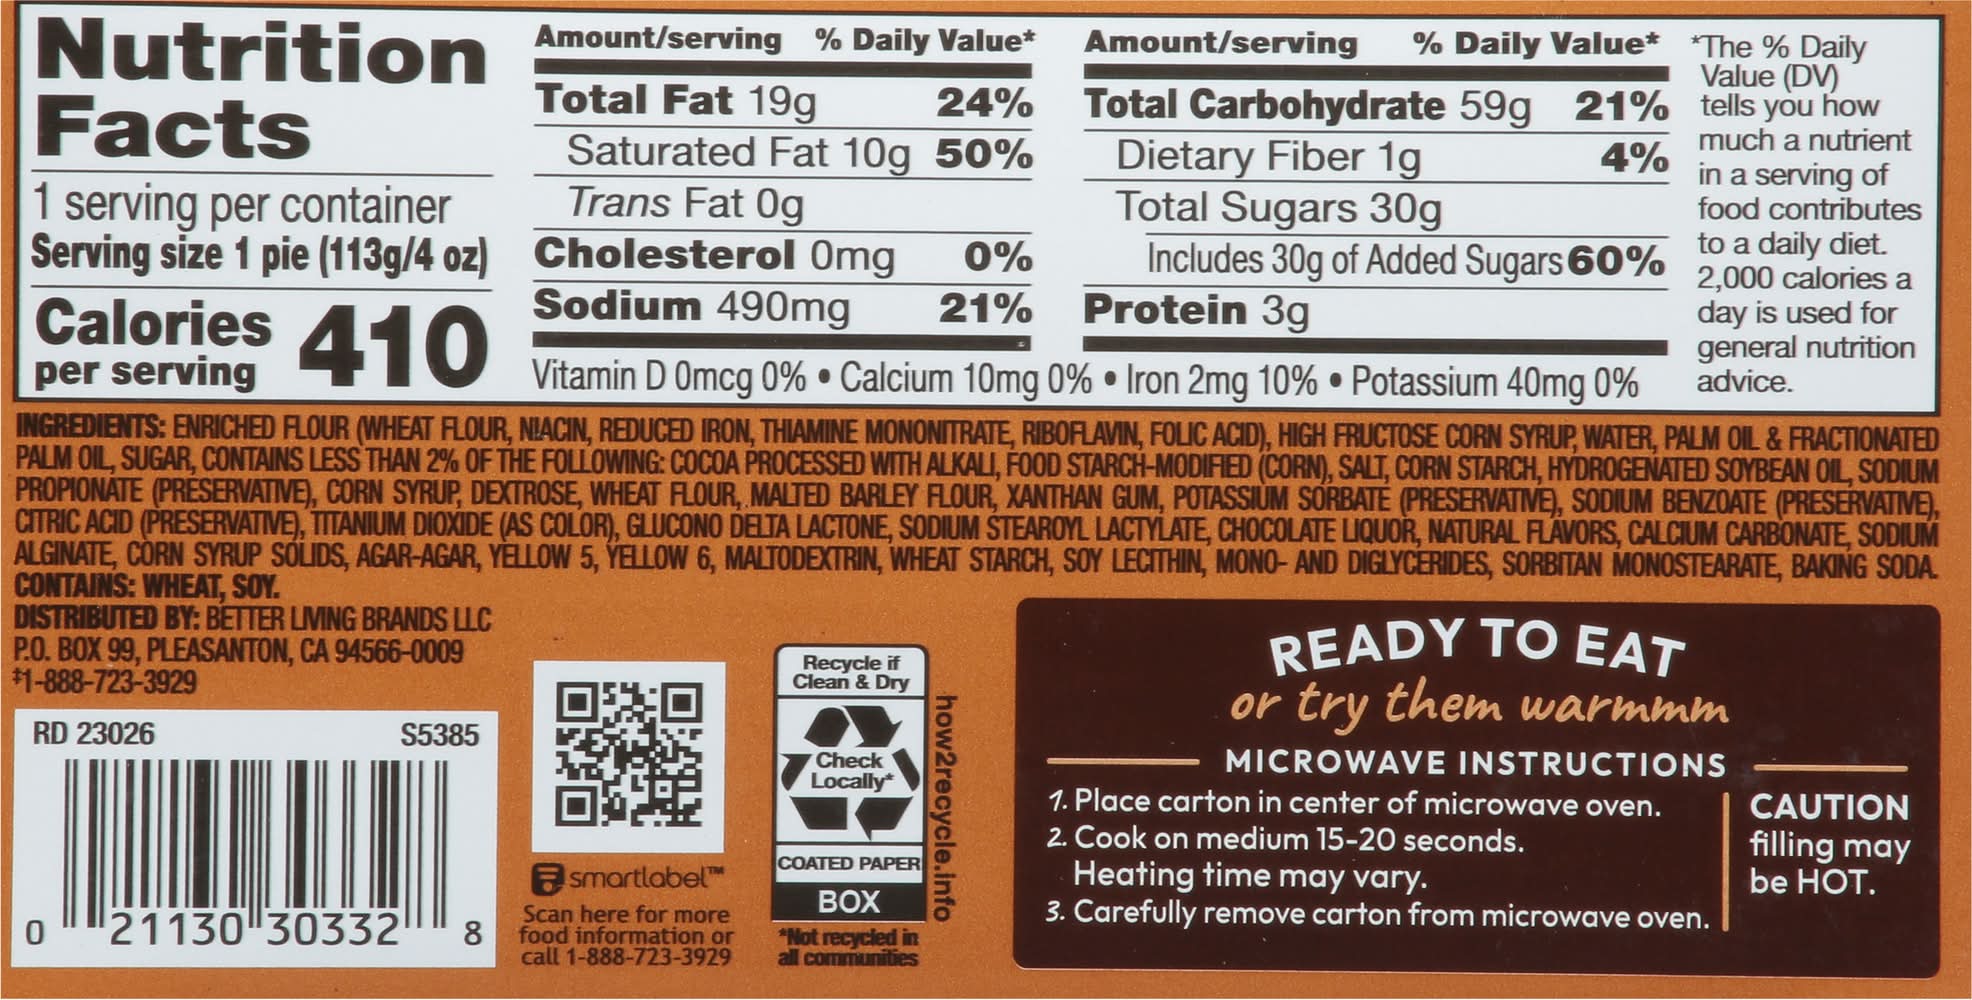 Nutrition
Facts
1 serving per container
Serving size 1 pie (113g/4 oz)
Calories
per serving
410
Amount/serving % Daily Value*
Total Fat 19g 24%
Saturated Fat 10g 50%
Trans Fat 0g
Cholesterol 0mg 0%
Sodium 490mg 21%
Amount/serving % Daily Value*
Total Carbohydrate 59g 21%
Dietary Fiber 1g 4%
Total Sugars 30g
Includes 30g of Added Sugars 60%
Protein 3g
Vitamin D 0mcg 0% • Calcium 10mg 0% • Iron 2mg 10% • Potassium 40mg 0%
*The % Daily
Value (DV)
tells you how
much a nutrient
in a serving of
food contributes
to a daily diet.
2,000 calories a
day is used for
general nutrition
advice.
INGREDIENTS: ENRICHED FLOUR (WHEAT FLOUR, NIACIN, REDUCED IRON, THIAMINE MONONITRATE, RIBOFLAVIN, FOLIC ACID), HIGH FRUCTOSE CORN SYRUP, WATER, PALM OIL & FRACTIONATED
PALM OIL, SUGAR, CONTAINS LESS THAN 2% OF THE FOLLOWING: COCOA PROCESSED WITH ALKALI, FOOD STARCH-MODIFIED (CORN), SALT, CORN STARCH, HYDROGENATED SOYBEAN OIL, SODIUM
PROPIONATE (PRESERVATIVE), CORN SYRUP, DEXTROSE, WHEAT FLOUR, MALTED BARLEY FLOUR, XANTHAN GUM, POTASSIUM SORBATE (PRESERVATIVE), SODIUM BENZOATE (PRESERVATIVE),
CITRIC ACID (PRESERVATIVE), TITANIUM DIOXIDE (AS COLOR), GLUCONO DELTA LACTONE, SODIUM STEAROYL LACTYLATE, CHOCOLATE LIQUOR, NATURAL FLAVORS, CALCIUM CARBONATE, SODIUM
ALGINATE, CORN SYRUP SOLIDS, AGAR-AGAR, YELLOW 5, YELLOW 6, MALTODEXTRIN, WHEAT STARCH, SOY LECITHIN, MONO- AND DIGLYCERIDES, SORBITAN MONOSTEARATE, BAKING SODA.
CONTAINS: WHEAT, SOY.
DISTRIBUTED BY: BETTER LIVING BRANDS LLC
P.O. BOX 99, PLEASANTON, CA 94566-0009
‡1-888-723-3929
RD 23026 S5385
0 21130 30332 8
smartlabel™
Scan here for more
food information or
call 1-888-723-3929
Recycle if
Clean & Dry
Check
Locally*
COATED PAPER
BOX
*Not recycled in
all communities
how2recycle.info
READY TO EAT
or try them warmmm
MICROWAVE INSTRUCTIONS
1. Place carton in center of microwave oven.
2. Cook on medium 15-20 seconds.
Heating time may vary.
3. Carefully remove carton from microwave oven.
CAUTION
filling may
be HOT.